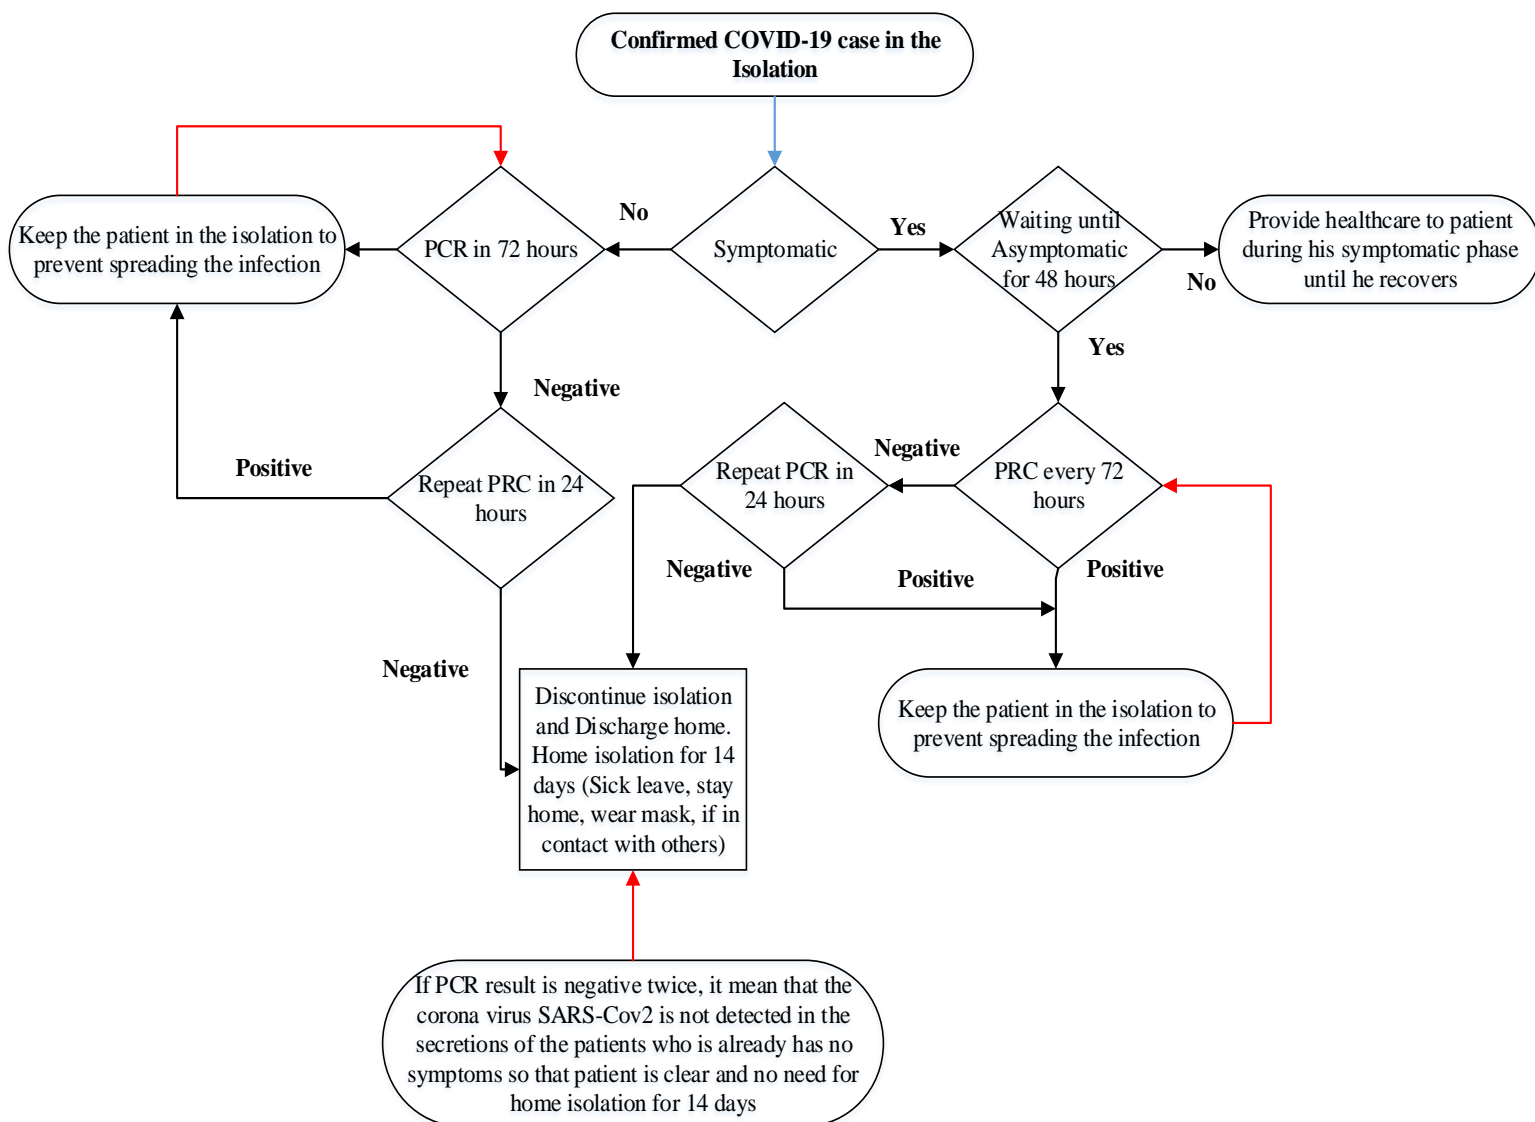 Confirmed COVID-19 case in the
Isolation
Keep the patient in the isolation to
prevent spreading the infection
PCR in 72 hours
No
Symptomatic
Yes
Waiting until
Asymptomatic
for 48 hours
No
Provide healthcare to patient
during his symptomatic phase
until he recovers
Negative
Yes
Positive
Repeat PRC in 24
hours
Repeat PCR in
24 hours
Negative
PRC every 72
hours
Negative
Positive
Positive
Negative
Discontinue isolation
and Discharge home.
Home isolation for 14
days (Sick leave, stay
home, wear mask, if in
contact with others)
Keep the patient in the isolation to
prevent spreading the infection
If PCR result is negative twice, it mean that the
corona virus SARS-Cov2 is not detected in the
secretions of the patients who is already has no
symptoms so that patient is clear and no need for
home isolation for 14 days